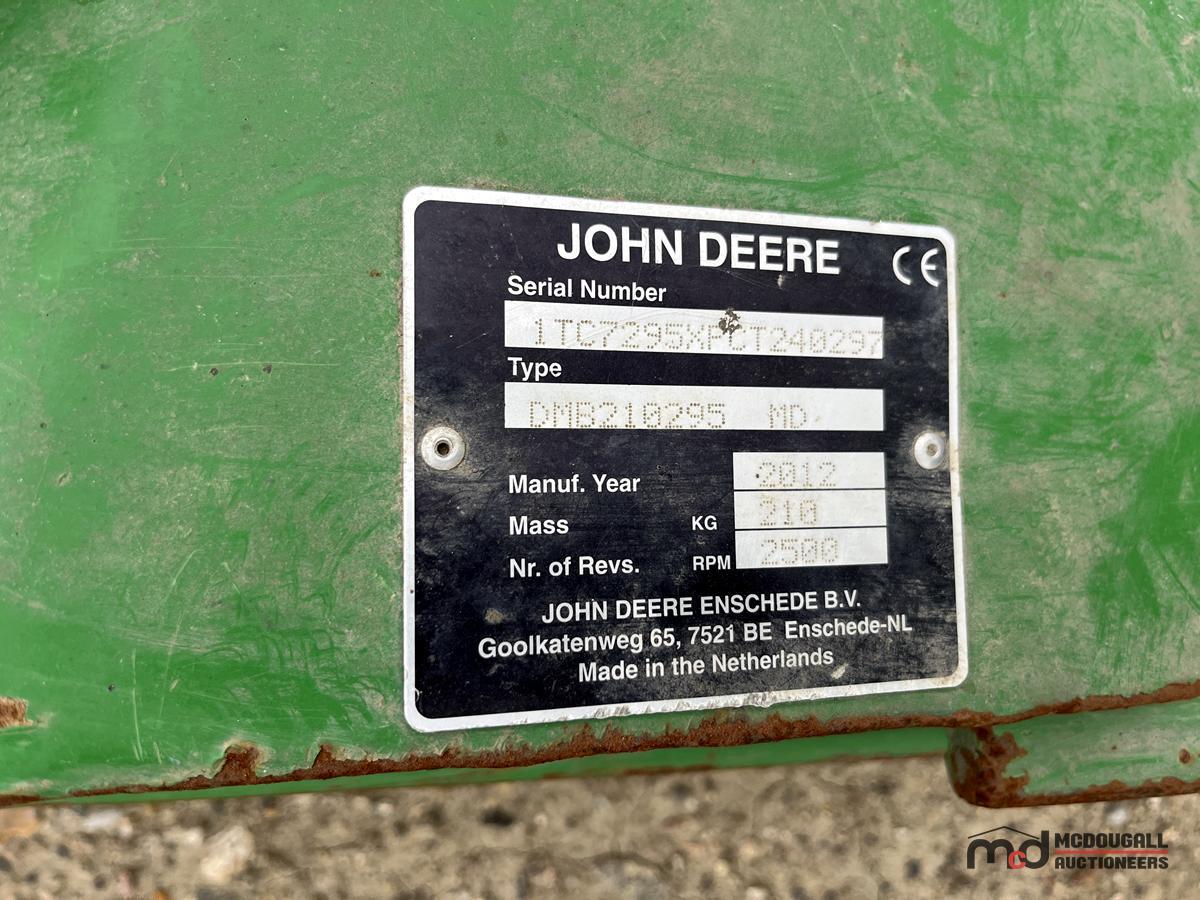 JOHN DEERE
CE
Serial Number
1TC7295XPCT240297
Type
DMB210295 MD
Manuf. Year 2012
Mass KG 210
Nr. of Revs. RPM 2500
JOHN DEERE ENSCHEDE B.V.
Goolkatenweg 65, 7521 BE Enschede-NL
Made in the Netherlands
mcd MCDOUGALL
AUCTIONEERS